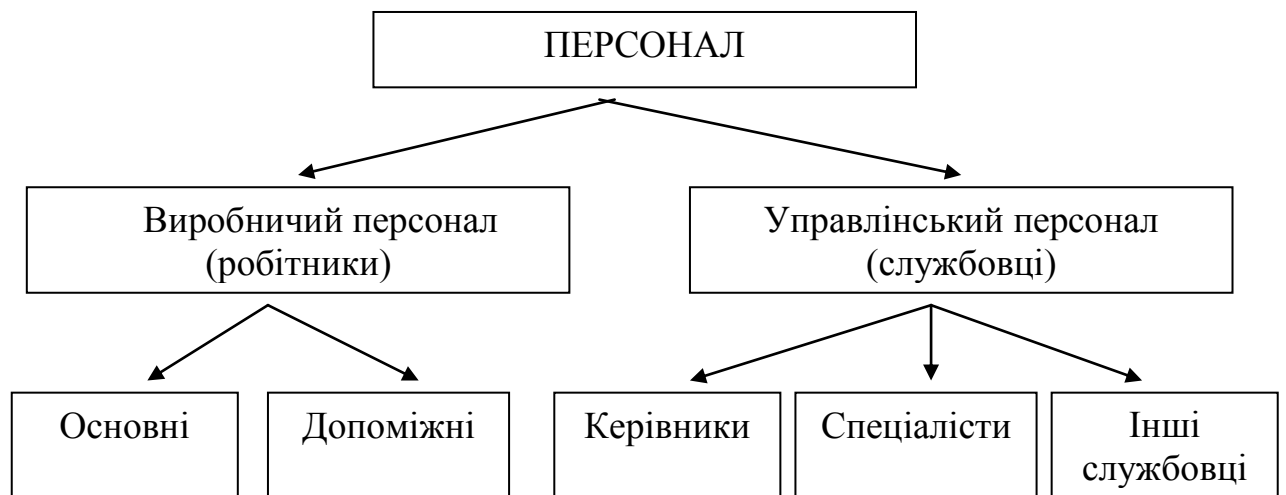 ПЕРСОНАЛ
Виробничий персонал
(робітники)
Управлінський персонал
(службовці)
Основні
Допоміжні
Керівники
Спеціалісти
Інші
службовці